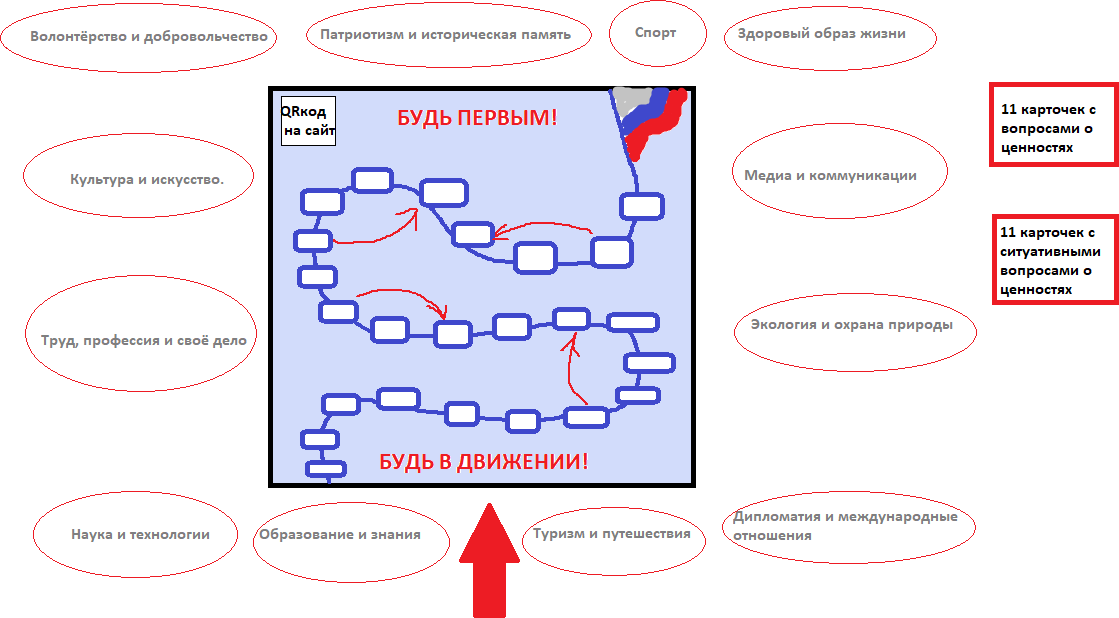 Волонтёрство и добровольчество
Патриотизм и историческая память
Спорт
Здоровый образ жизни
QRкод
на сайт
БУДЬ ПЕРВЫМ!
11 карточек с
вопросами о
ценностях
Культура и искусство.
Медиа и коммуникации
11 карточек с
ситуативными
вопросами о
ценностях
Труд, профессия и своё дело
Экология и охрана природы
БУДЬ В ДВИЖЕНИИ!
Наука и технологии
Образование и знания
Туризм и путешествия
Дипломатия и международные
отношения